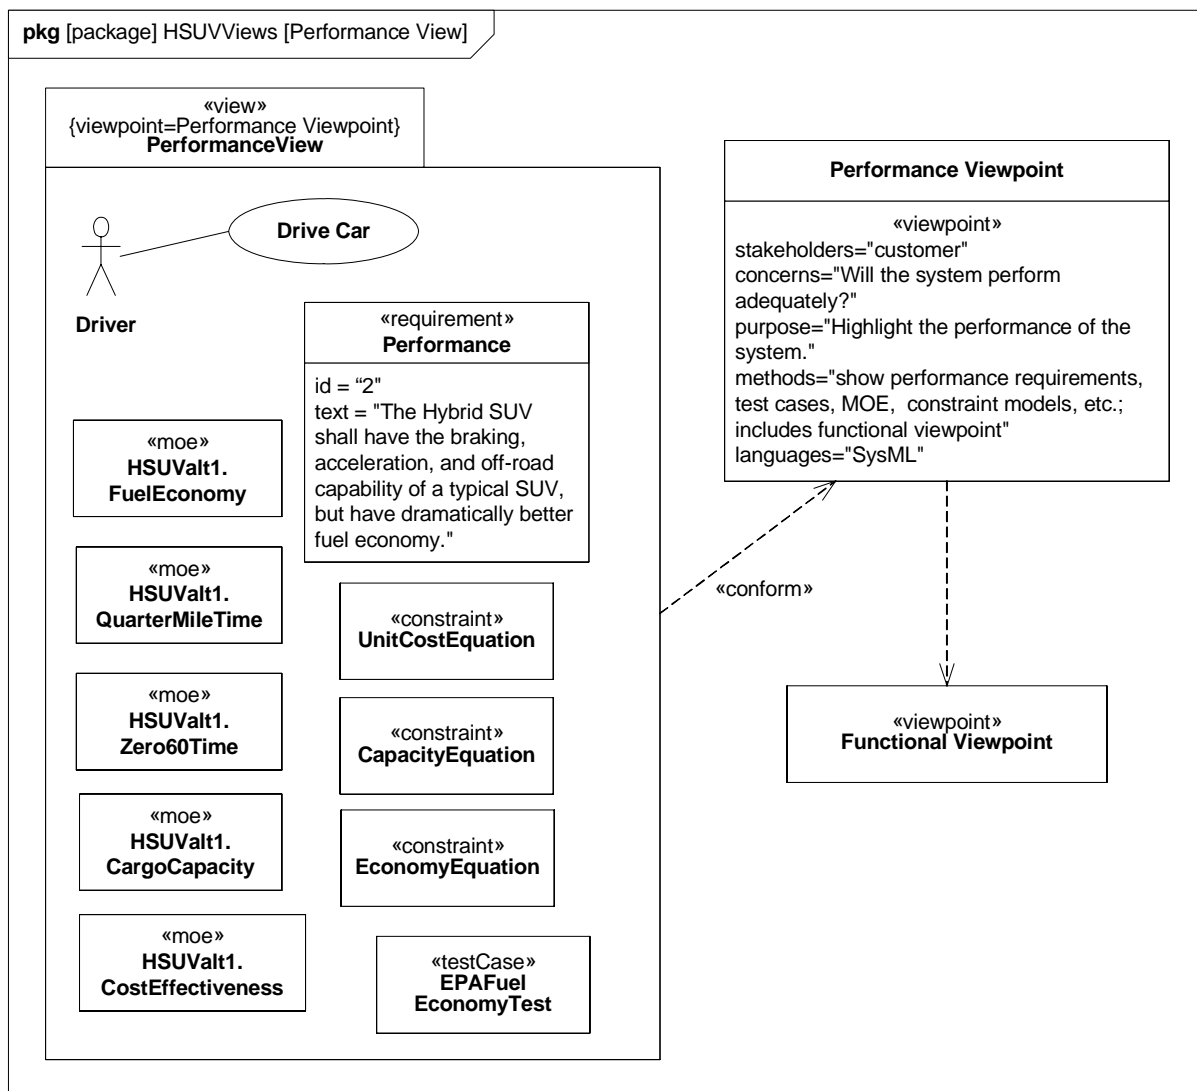 pkg [package] HSUVViews [Performance View]
«view»
{viewpoint=Performance Viewpoint}
PerformanceView
Drive Car
Driver
«requirement»
Performance
id = “2"
text = "The Hybrid SUV
shall have the braking,
acceleration, and off-road
capability of a typical SUV,
but have dramatically better
fuel economy."
«moe»
HSUValt1.
FuelEconomy
«moe»
HSUValt1.
QuarterMileTime
«moe»
HSUValt1.
Zero60Time
«moe»
HSUValt1.
CargoCapacity
«moe»
HSUValt1.
CostEffectiveness
«constraint»
UnitCostEquation
«constraint»
CapacityEquation
«constraint»
EconomyEquation
«testCase»
EPAFuel
EconomyTest
«conform»
Performance Viewpoint
«viewpoint»
stakeholders="customer"
concerns="Will the system perform
adequately?"
purpose="Highlight the performance of the
system."
methods="show performance requirements,
test cases, MOE,  constraint models, etc.;
includes functional viewpoint"
languages="SysML"
«viewpoint»
Functional Viewpoint